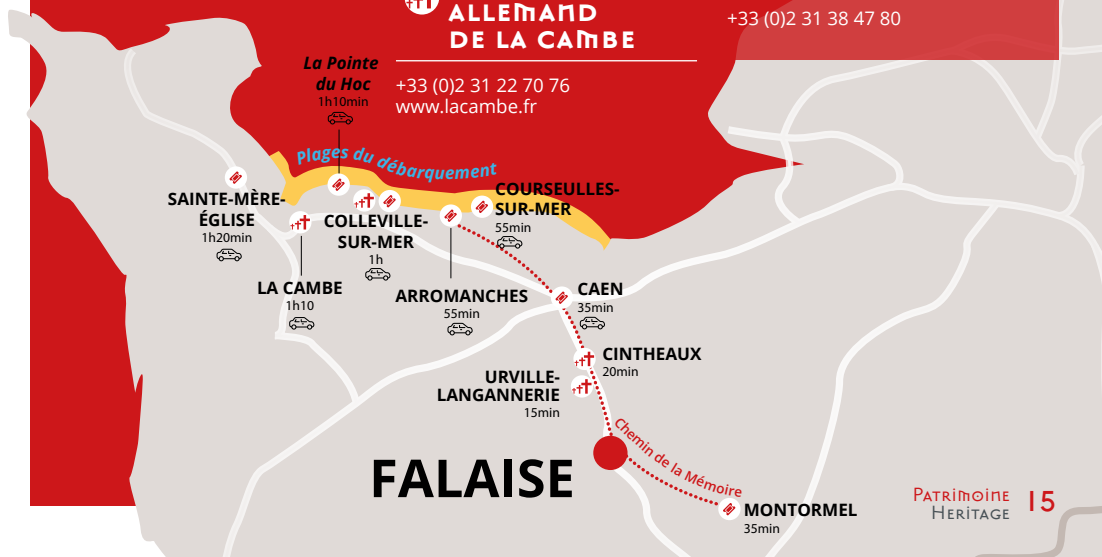 ALLEMAND
DE LA CAMBE
+33 (0)2 31 22 70 76
www.lacambe.fr
+33 (0)2 31 38 47 80
La Pointe
du Hoc
1h10min
Plages du débarquement
SAINTE-MÈRE-
ÉGLISE
1h20min
COLLEVILLE-
SUR-MER
1h
COURSEULLES-
SUR-MER
55min
LA CAMBE
1h10
ARROMANCHES
55min
CAEN
35min
CINTHEAUX
20min
URVILLE-
LANGANNERIE
15min
FALAISE
Chemin de la Mémoire
MONTORMEL
35min
PATRIMOINE
HERITAGE
15